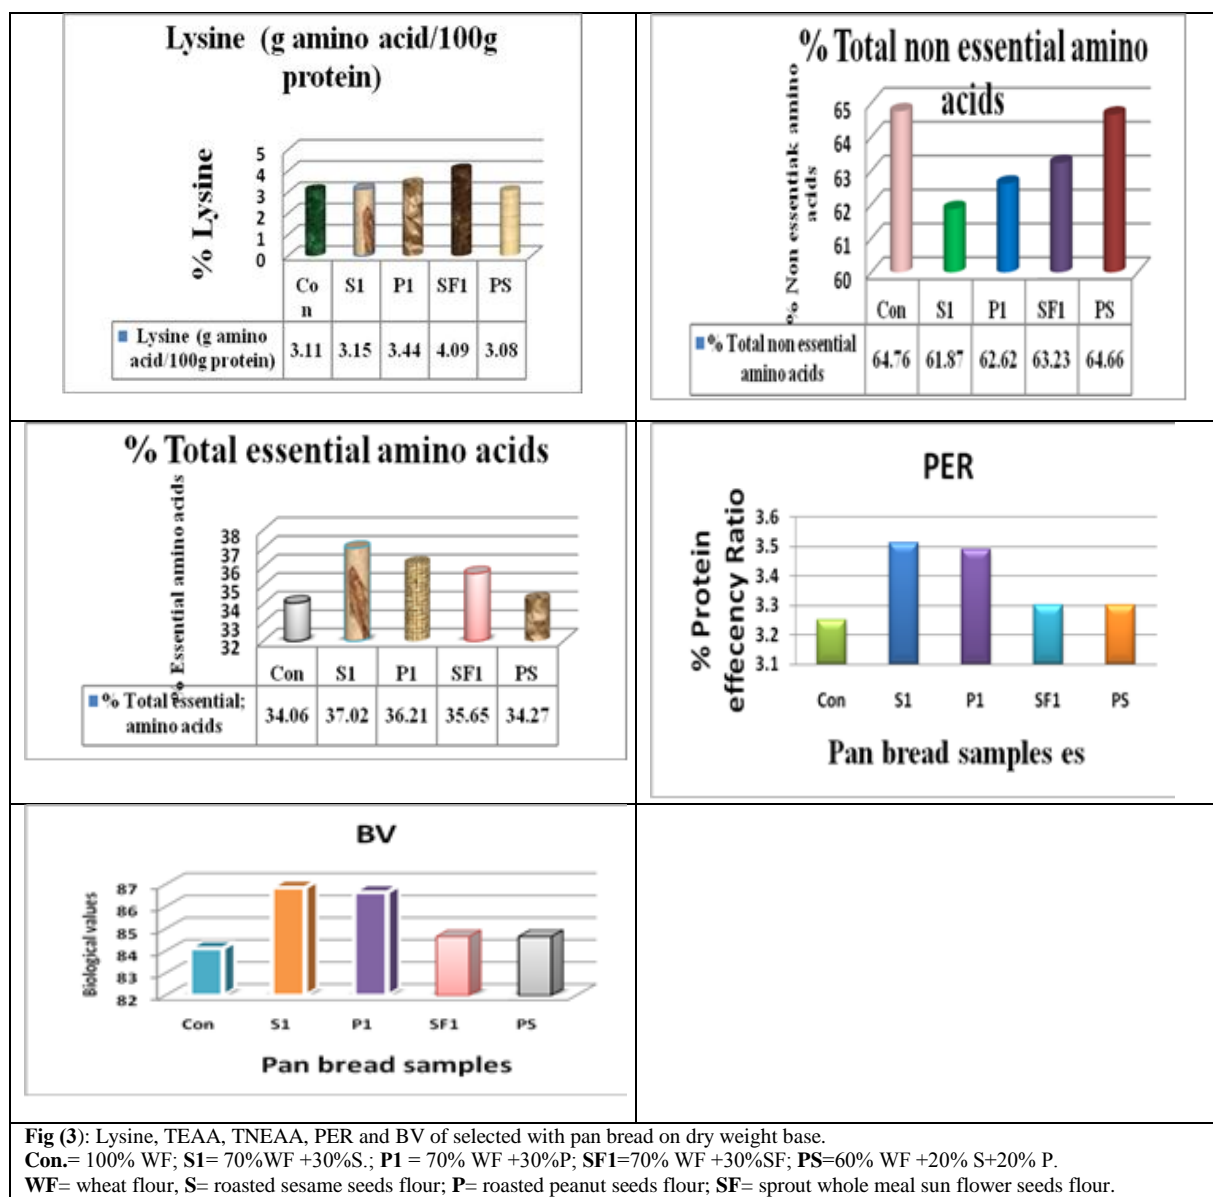 Lysine (g amino acid/100g
protein)
% Lysine
5
4
3
2
1
0
Co
n
S1
P1
SF1
PS
Lysine (g amino
acid/100g protein)
3.11
3.15
3.44
4.09
3.08
% Total non essential amino
acids
% Non essentiak amino
acids
65
64
63
62
61
60
Con
S1
P1
SF1
PS
% Total non essential
amino acids
64.76
61.87
62.62
63.23
64.66
% Total essential amino acids
% Essential amino acids
38
37
36
35
34
33
32
Con
S1
P1
SF1
PS
% Total essential;
amino acids
34.06
37.02
36.21
35.65
34.27
PER
% Protein
effecency Ratio
3.6
3.5
3.4
3.3
3.2
3.1
Con
S1
P1
SF1
PS
Pan bread samples es
BV
Biological values
87
86
85
84
83
82
Con
S1
P1
SF1
PS
Pan bread samples
Fig (3): Lysine, TEAA, TNEAA, PER and BV of selected with pan bread on dry weight base.
Con.= 100% WF; S1= 70%WF +30%S.; P1 = 70% WF +30%P; SF1=70% WF +30%SF; PS=60% WF +20% S+20% P.
WF= wheat flour, S= roasted sesame seeds flour; P= roasted peanut seeds flour; SF= sprout whole meal sun flower seeds flour.